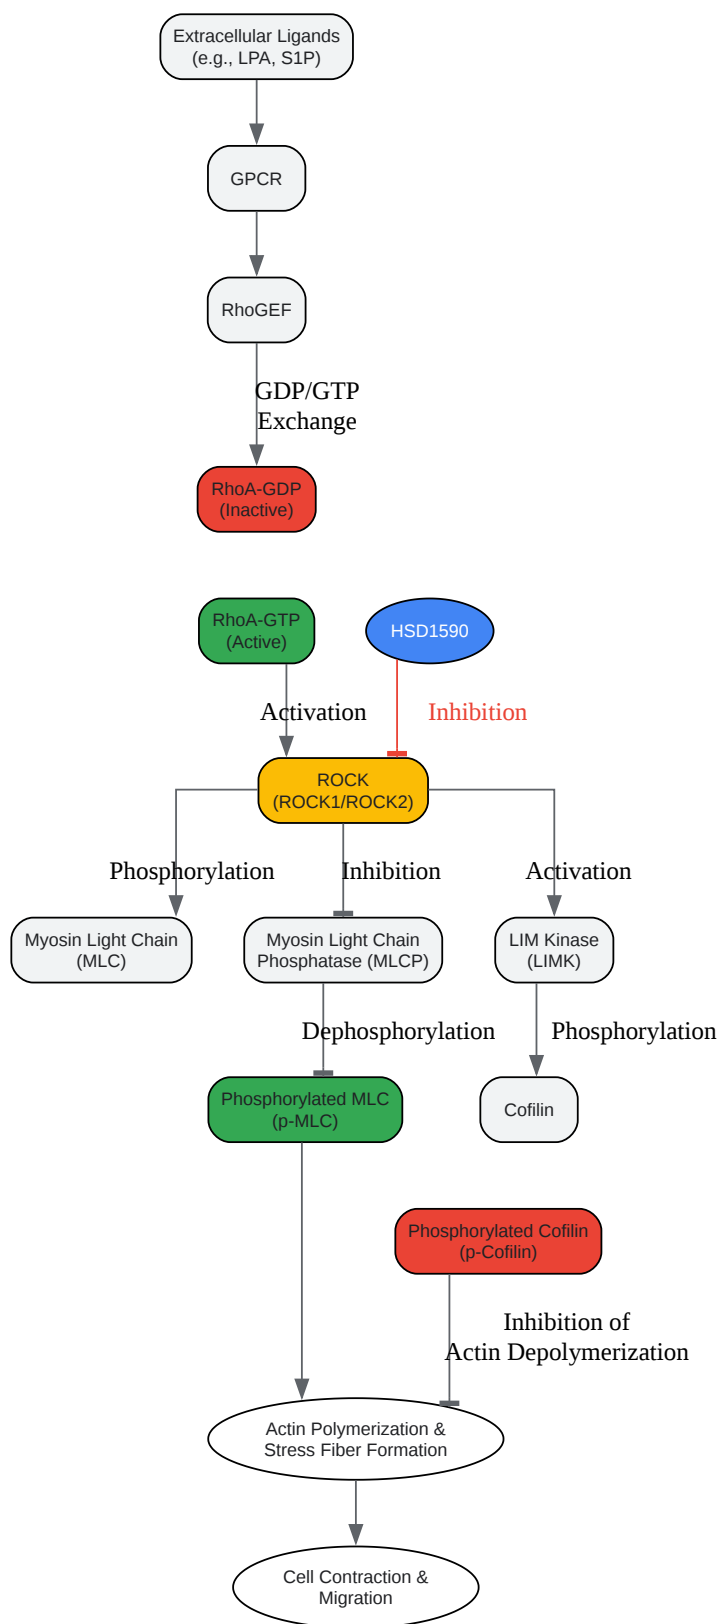 Extracellular Ligands
(e.g., LPA, S1P)
GPCR
RhoGEF
GDP/GTP
Exchange
RhoA-GDP
(Inactive)
RhoA-GTP
(Active)
HSD1590
Activation
Inhibition
ROCK
(ROCK1/ROCK2)
Phosphorylation
Inhibition
Activation
Myosin Light Chain
(MLC)
Myosin Light Chain
Phosphatase (MLCP)
LIM Kinase
(LIMK)
Dephosphorylation
Phosphorylation
Phosphorylated MLC
(p-MLC)
Cofilin
Phosphorylated Cofilin
(p-Cofilin)
Inhibition of
Actin Depolymerization
Actin Polymerization &
Stress Fiber Formation
Cell Contraction &
Migration